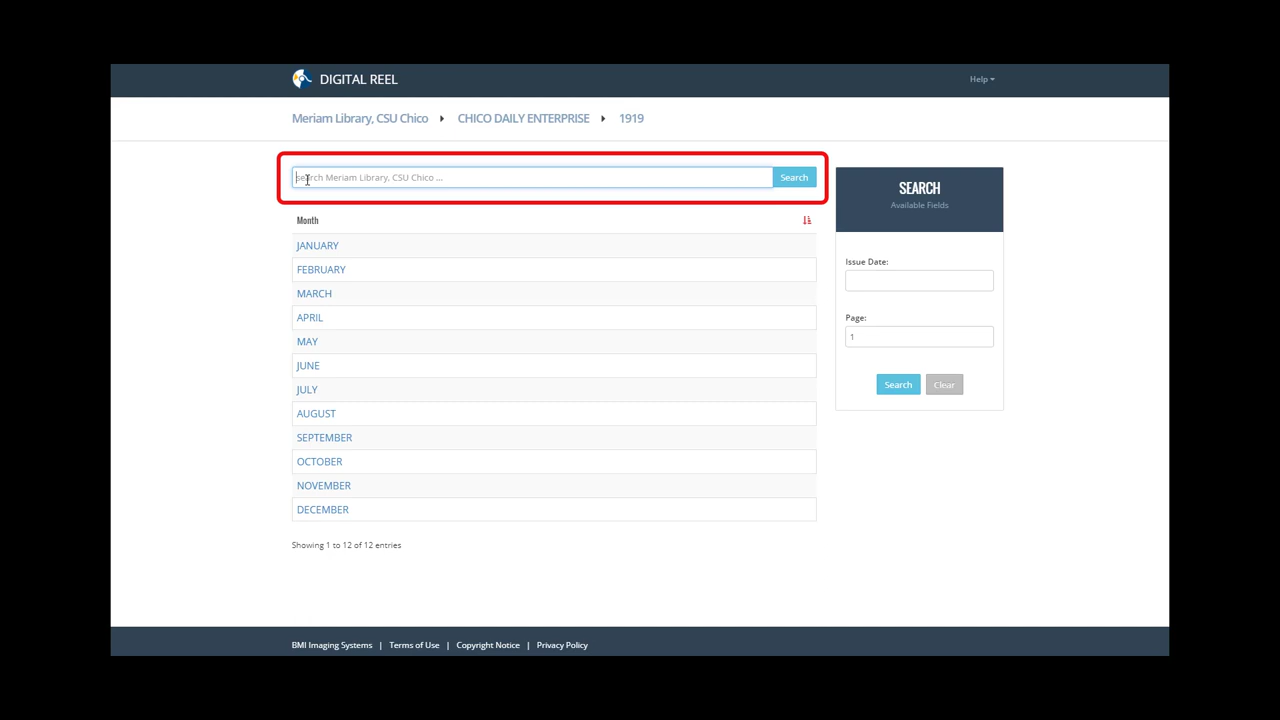 DIGITAL REEL
Help
Meriam Library, CSU Chico
CHICO DAILY ENTERPRISE
1919
search Meriam Library, CSU Chico ...
Search
Month
JANUARY
FEBRUARY
MARCH
APRIL
MAY
JUNE
JULY
AUGUST
SEPTEMBER
OCTOBER
NOVEMBER
DECEMBER
Showing 1 to 12 of 12 entries
SEARCH
Available Fields
Issue Date:
Page:
1
Search
Clear
BMI Imaging Systems | Terms of Use | Copyright Notice | Privacy Policy